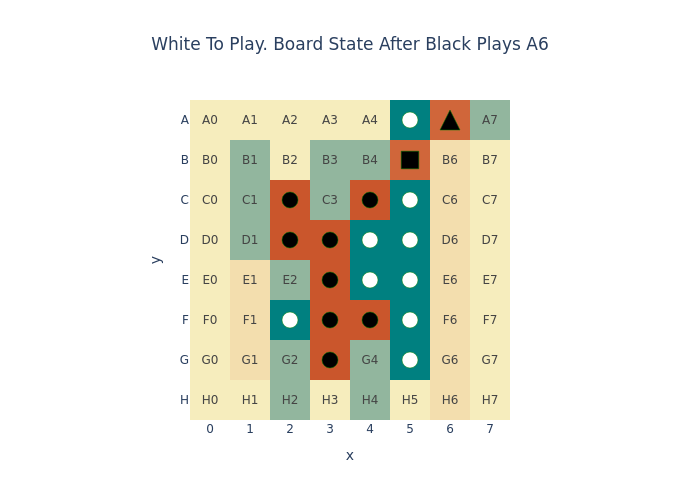 White To Play. Board State After Black Plays A6
A A0 A1 A2 A3 A4 A7
B B0 B1 B2 B3 B4 B6 B7
C C0 C1 C3 C6 C7
D D0 D1 D6 D7
E E0 E1 E2 E6 E7
F F0 F1 F6 F7
G G0 G1 G2 G4 G6 G7
H H0 H1 H2 H3 H4 H5 H6 H7
0 1 2 3 4 5 6 7
x
y